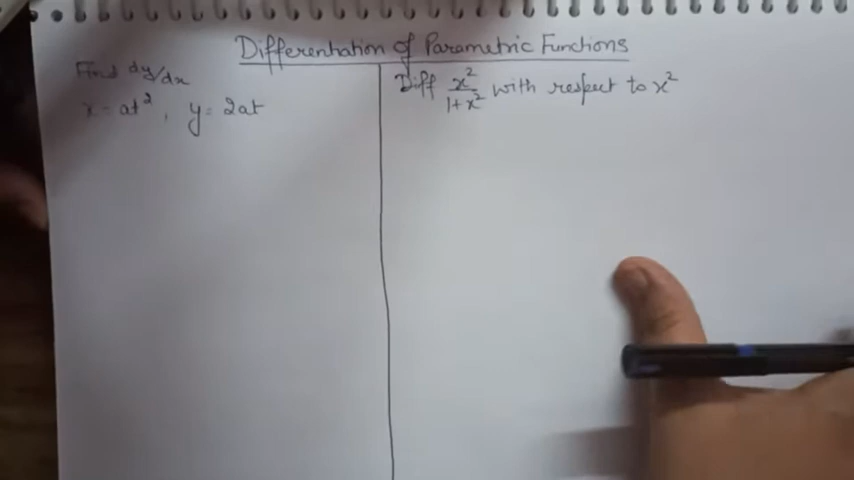 Differentiation of Parametric Functions
Find dy/dx
x = at², y = 2at
Diff x²/1+x² with respect to x²